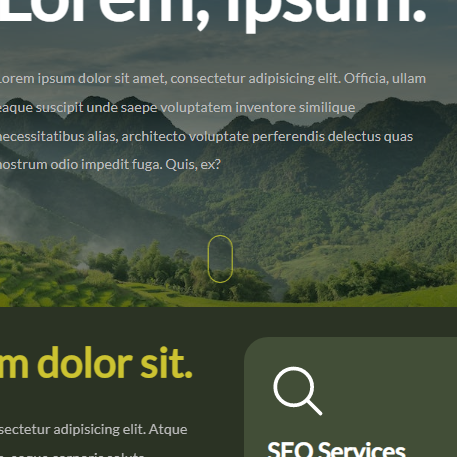 Lorem, ipsum.
Lorem ipsum dolor sit amet, consectetur adipisicing elit. Officia, ullam
eaque suscipit unde saepe voluptatem inventore similique
necessitatibus alias, architecto voluptate perferendis delectus quas
nostrum odio impedit fuga. Quis, ex?
m dolor sit.
sectetur adipisicing elit. Atque
SEO Services